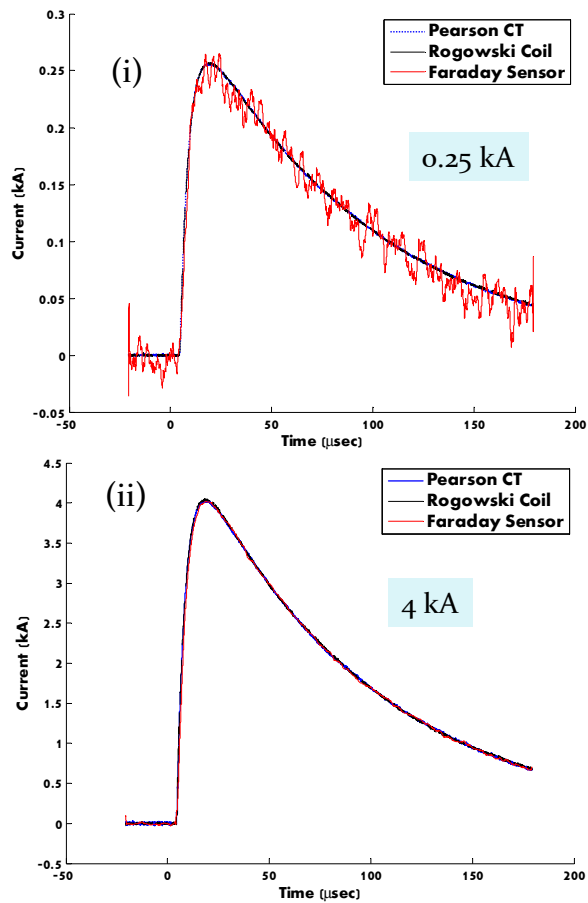 (i)
Pearson CT
Rogowski Coil
Faraday Sensor
0.25 kA
Current (kA)
0.3
0.25
0.2
0.15
0.1
0.05
0
-0.05
-50
0
50
100
150
200
Time (μsec)
(ii)
Pearson CT
Rogowski Coil
Faraday Sensor
4 kA
Current (kA)
4.5
4
3.5
3
2.5
2
1.5
1
0.5
0
-0.5
-50
0
50
100
150
200
Time (μsec)